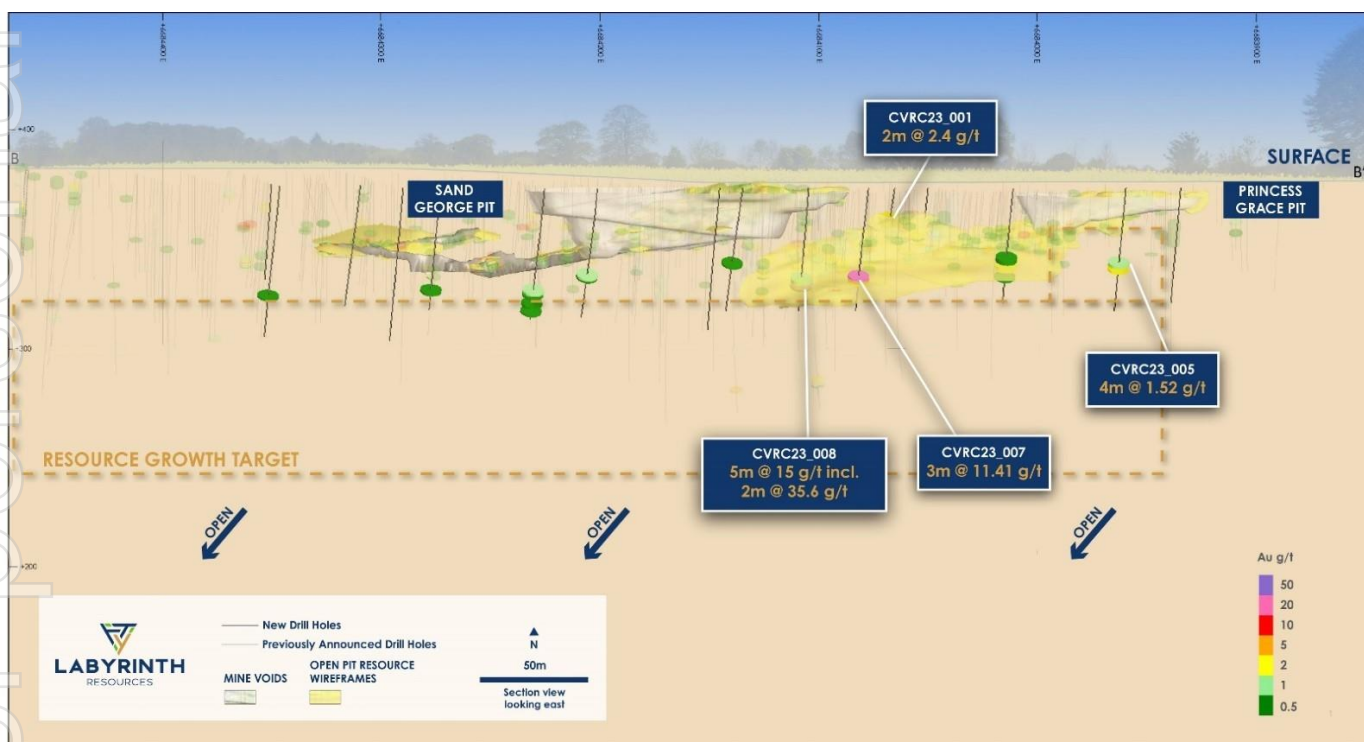 +400
B
CVRC23_001
2m @ 2.4 g/t
SURFACE
B'
SAND
GEORGE PIT
PRINCESS
GRACE PIT
+300
CVRC23_005
4m @ 1.52 g/t
CVRC23_008
5m @ 15 g/t incl.
2m @ 35.6 g/t
CVRC23_007
3m @ 11.41 g/t
RESOURCE GROWTH TARGET
OPEN
OPEN
OPEN
+200
Au g/t
50
20
10
5
2
1
0.5
LABYRINTH
RESOURCES
New Drill Holes
Previously Announced Drill Holes
MINE VOIDS
OPEN PIT RESOURCE
WIREFRAMES
N
50m
Section view
looking east